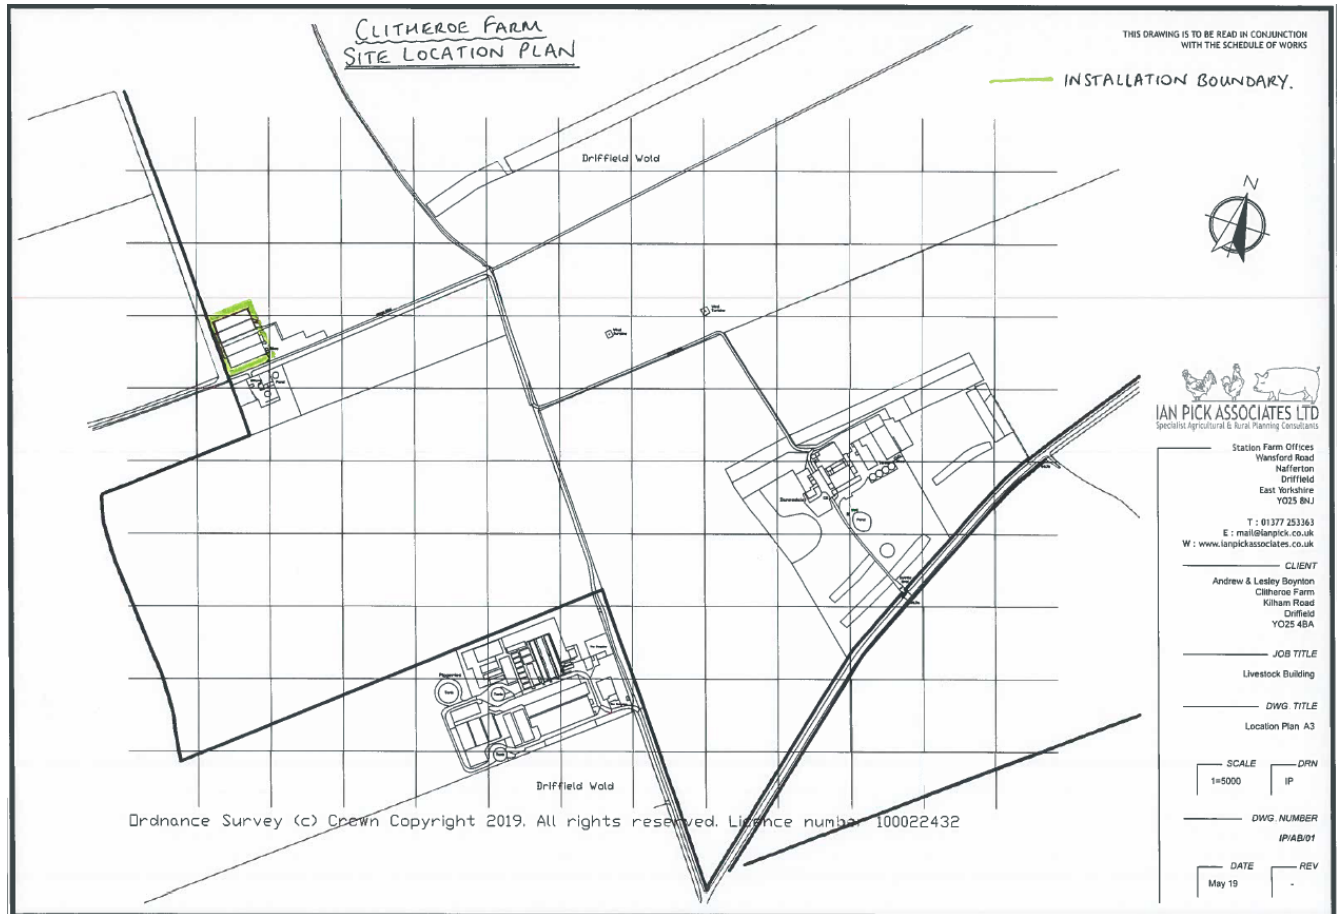 CLITHEROE FARM
SITE LOCATION PLAN
THIS DRAWING IS TO BE READ IN CONJUNCTION
WITH THE SCHEDULE OF WORKS
INSTALLATION BOUNDARY.
Driffield Wold
N
IAN PICK ASSOCIATES LTD
Specialist Agricultural & Rural Planning Consultants
Station Farm Offices
Wansford Road
Nafferton
Driffield
East Yorkshire
YO25 8NJ
T : 01377 253363
E : mail@ianpick.co.uk
W : www.ianpickassociates.co.uk
CLIENT
Andrew & Lesley Boynton
Clitheroe Farm
Kilham Road
Driffield
YO25 4BA
JOB TITLE
Livestock Building
DWG. TITLE
Location Plan A3
SCALE
1=5000
DRN
IP
DWG. NUMBER
IP/AB/01
DATE
May 19
REV
-
Driffield Wold
Ordnance Survey (c) Crown Copyright 2019. All rights reserved. Licence number 100022432